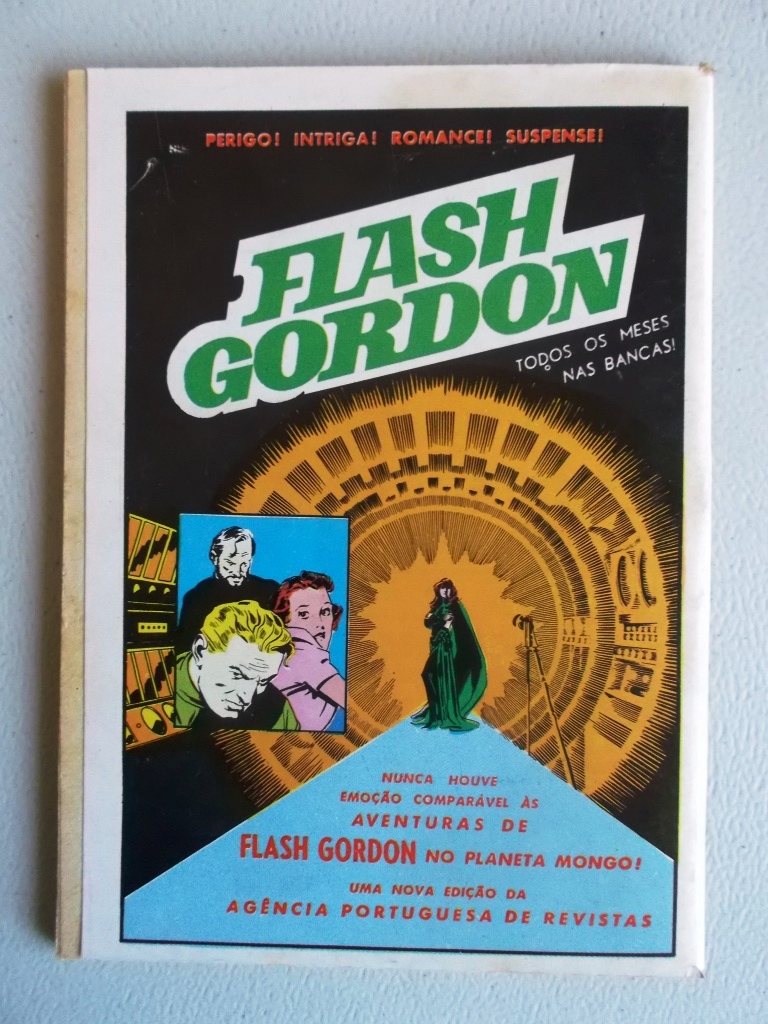 PERIGO! INTRIGA! ROMANCE! SUSPENSE!
FLASH
GORDON
TODOS OS MESES
NAS BANCAS!
NUNCA HOUVE
EMOÇÃO COMPARÁVEL ÀS
AVENTURAS DE
FLASH GORDON NO PLANETA MONGO!
UMA NOVA EDIÇÃO DA
AGÊNCIA PORTUGUESA DE REVISTAS